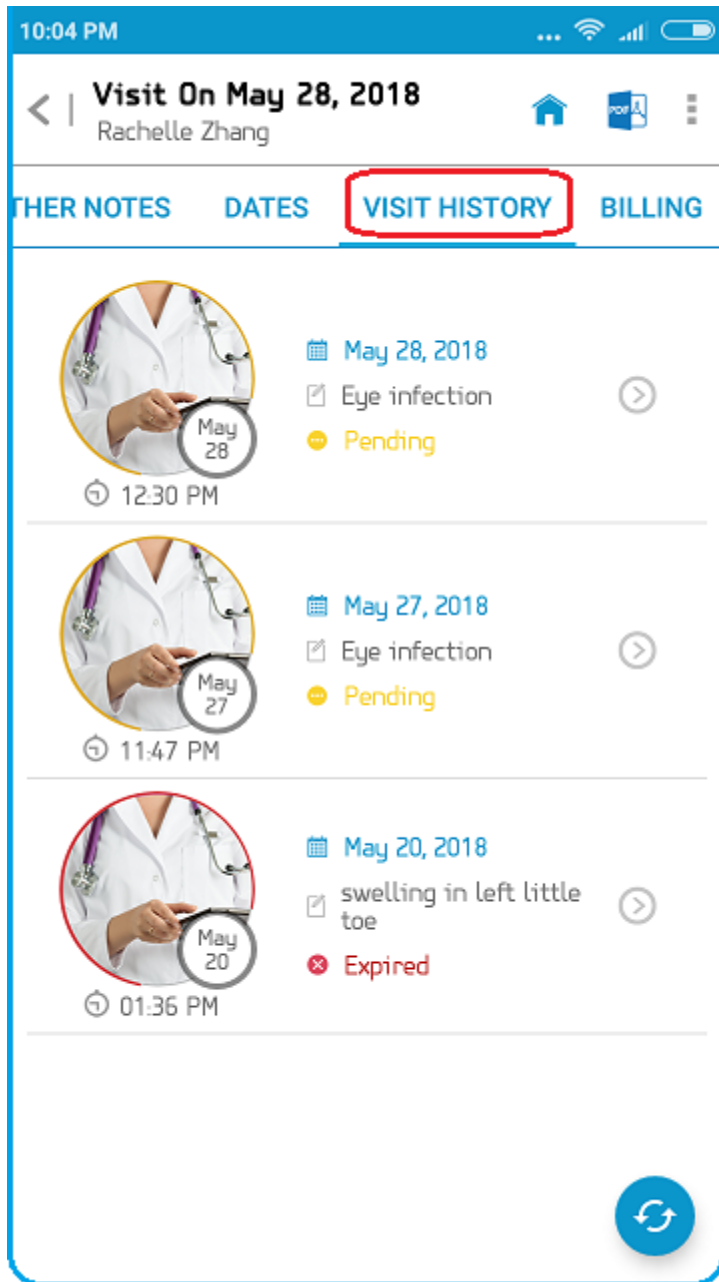 10:04 PM
Visit On May 28, 2018
Rachelle Zhang
PDF
THER NOTES DATES VISIT HISTORY BILLING
May 28, 2018
Eye infection
Pending
May
28
12:30 PM
May 27, 2018
Eye infection
Pending
May
27
11:47 PM
May 20, 2018
swelling in left little
toe
Expired
May
20
01:36 PM